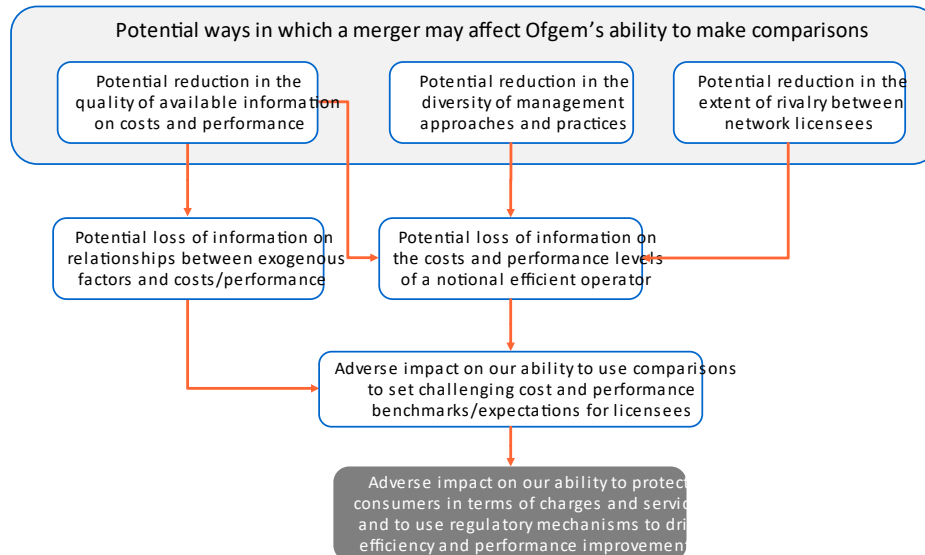 Potential ways in which a merger may affect Ofgem's ability to make comparisons
Potential reduction in the
quality of available information
on costs and performance
Potential reduction in the
diversity of management
approaches and practices
Potential reduction in the
extent of rivalry between
network licensees
Potential loss of information on
relationships between exogenous
factors and costs/performance
Potential loss of information on
the costs and performance levels
of a notional efficient operator
Adverse impact on our ability to use comparisons
to set challenging cost and performance
benchmarks/expectations for licensees
Adverse impact on our ability to protect
consumers in terms of charges and servic
and to use regulatory mechanisms to dri
efficiency and performance improvement